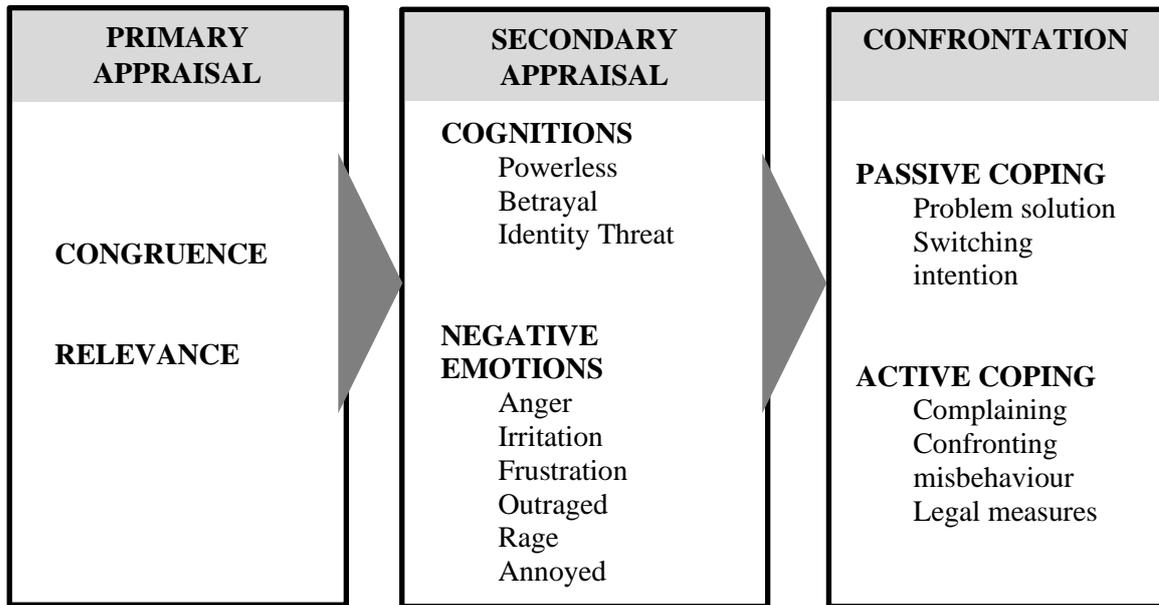 PRIMARY
APPRAISAL
CONGRUENCE
RELEVANCE
SECONDARY
APPRAISAL
COGNITIONS
Powerless
Betrayal
Identity Threat
NEGATIVE
EMOTIONS
Anger
Irritation
Frustration
Outraged
Rage
Annoyed
CONFRONTATION
PASSIVE COPING
Problem solution
Switching
intention
ACTIVE COPING
Complaining
Confronting
misbehaviour
Legal measures